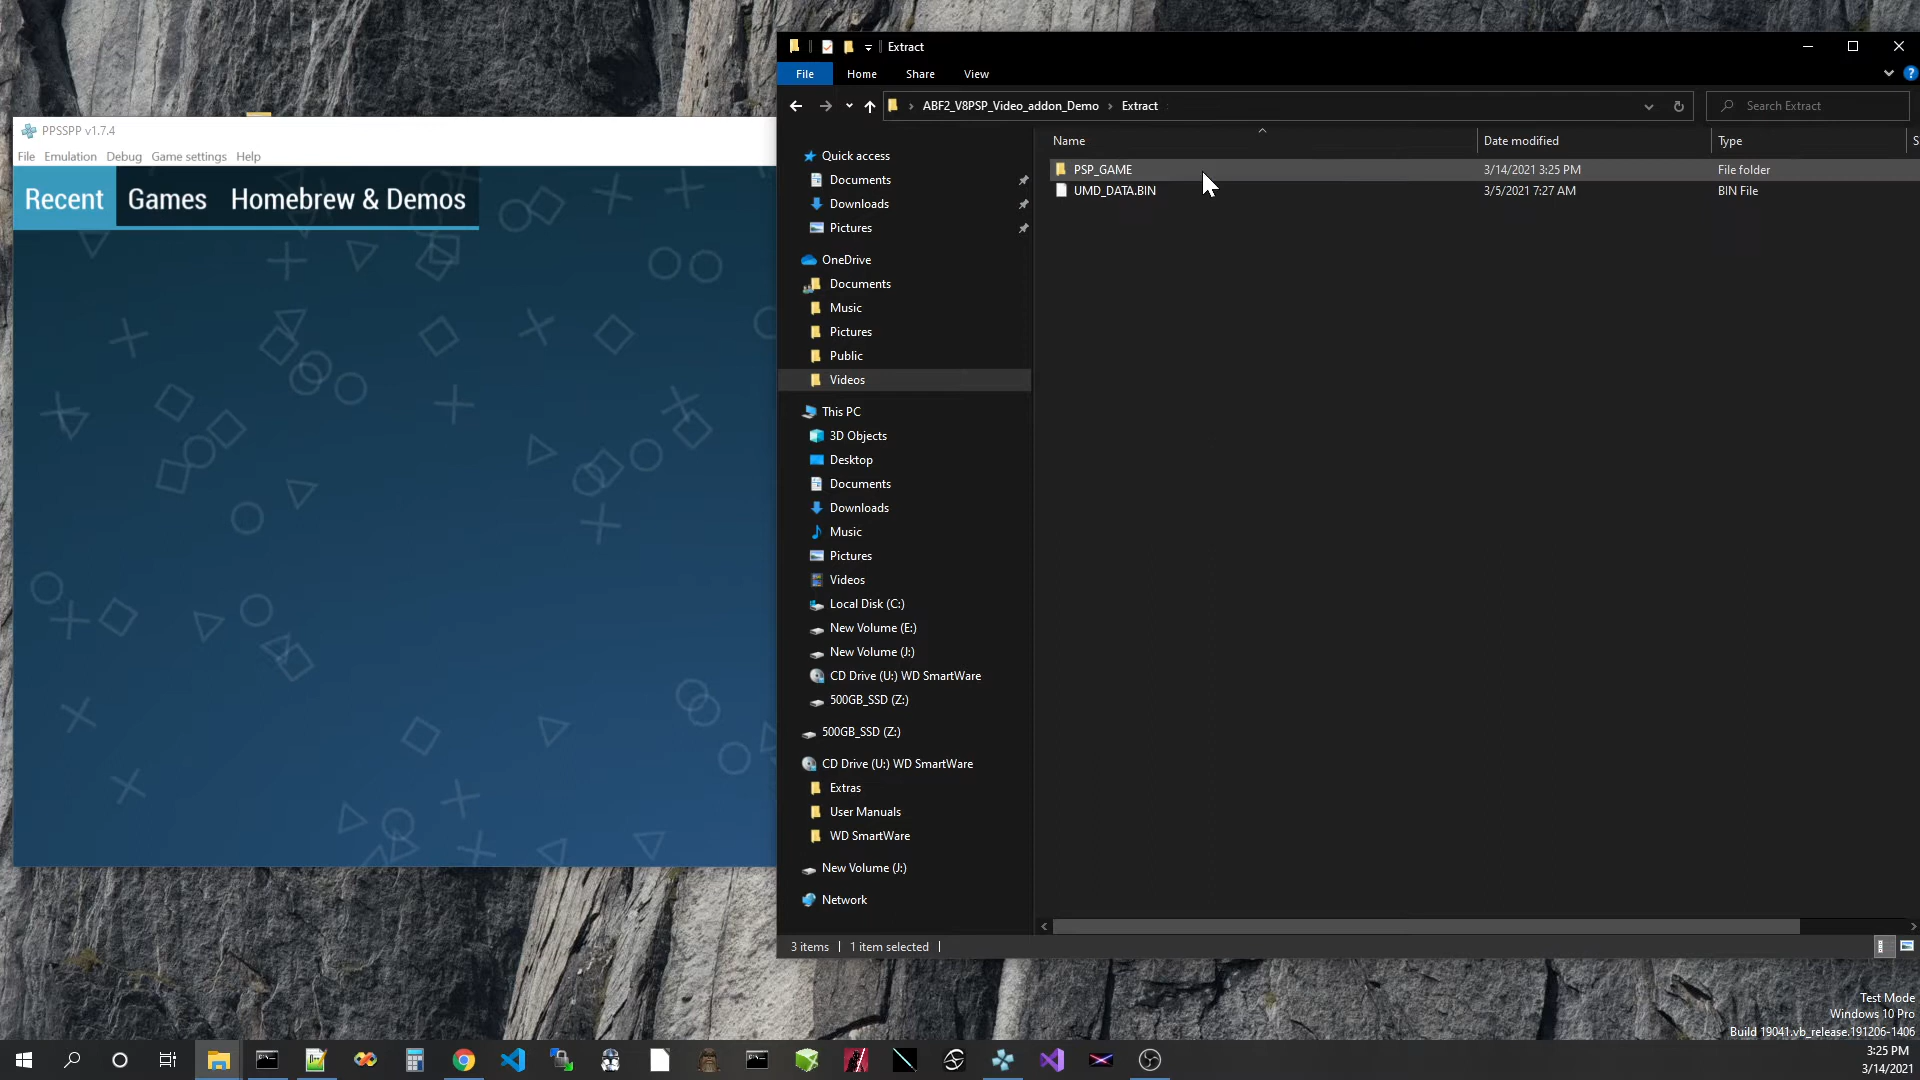 PPSSPP v1.7.4
File Emulation Debug Game settings Help
Recent Games Homebrew & Demos
Extract
File Home Share View
ABF2_V8PSP_Video_addon_Demo › Extract
Search Extract
Name Date modified Type S
PSP_GAME 3/14/2021 3:25 PM File folder
UMD_DATA.BIN 3/5/2021 7:27 AM BIN File
Quick access
Documents
Downloads
Pictures
OneDrive
Documents
Music
Pictures
Public
Videos
This PC
3D Objects
Desktop
Documents
Downloads
Music
Pictures
Videos
Local Disk (C:)
New Volume (E:)
New Volume (J:)
CD Drive (U:) WD SmartWare
500GB_SSD (Z:)
500GB_SSD (Z:)
CD Drive (U:) WD SmartWare
Extras
User Manuals
WD SmartWare
New Volume (J:)
Network
3 items 1 item selected
Test Mode
Windows 10 Pro
Build 19041.vb_release.191206-1406
3:25 PM
3/14/2021